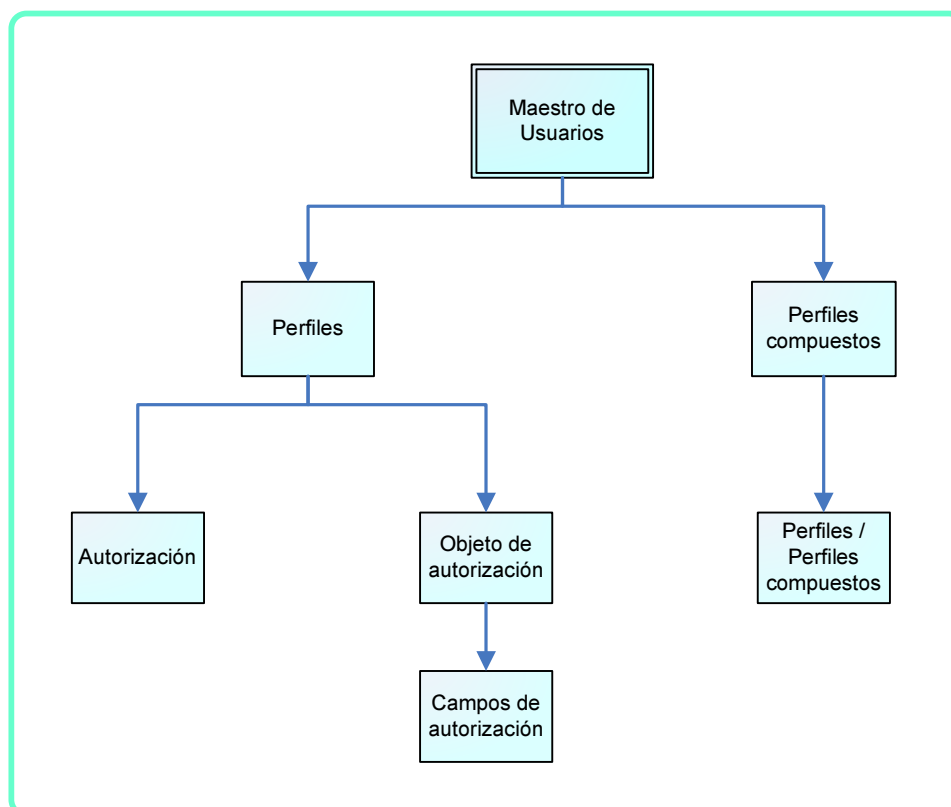 Maestro de
Usuarios
Perfiles
Perfiles
compuestos
Autorización
Objeto de
autorización
Perfiles /
Perfiles
compuestos
Campos de
autorización